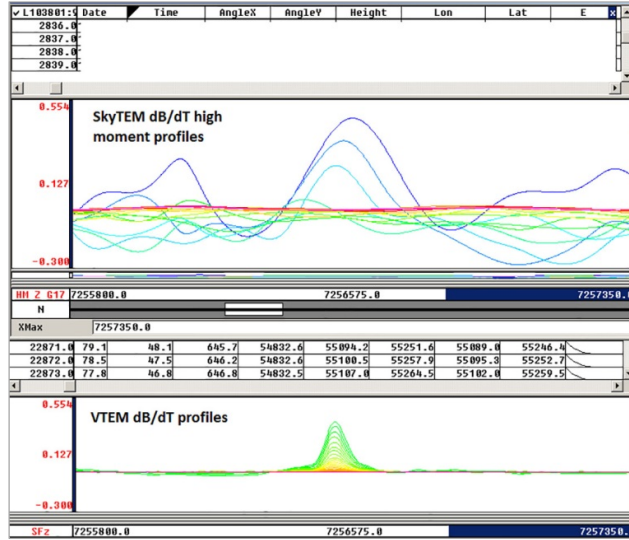 ✓ L103801:9 Date Time AngleX AngleY Height Lon Lat E x
2836.0
2837.0
2838.0
2839.0
0.554
SkyTEM dB/dT high
moment profiles
0.127
-0.300
HM_Z_G17 7255800.0 7256575.0 7257350.0
N
XMax 7257350.0
22871.0 79.1 48.1 645.7 54832.6 55094.2 55251.6 55089.0 55246.4
22872.0 78.5 47.5 646.2 54832.6 55100.5 55257.9 55095.3 55252.7
22873.0 77.8 46.8 646.8 54832.5 55107.0 55264.5 55102.0 55259.5
0.554
VTEM dB/dT profiles
0.127
-0.300
SFz 7255800.0 7256575.0 7257350.0